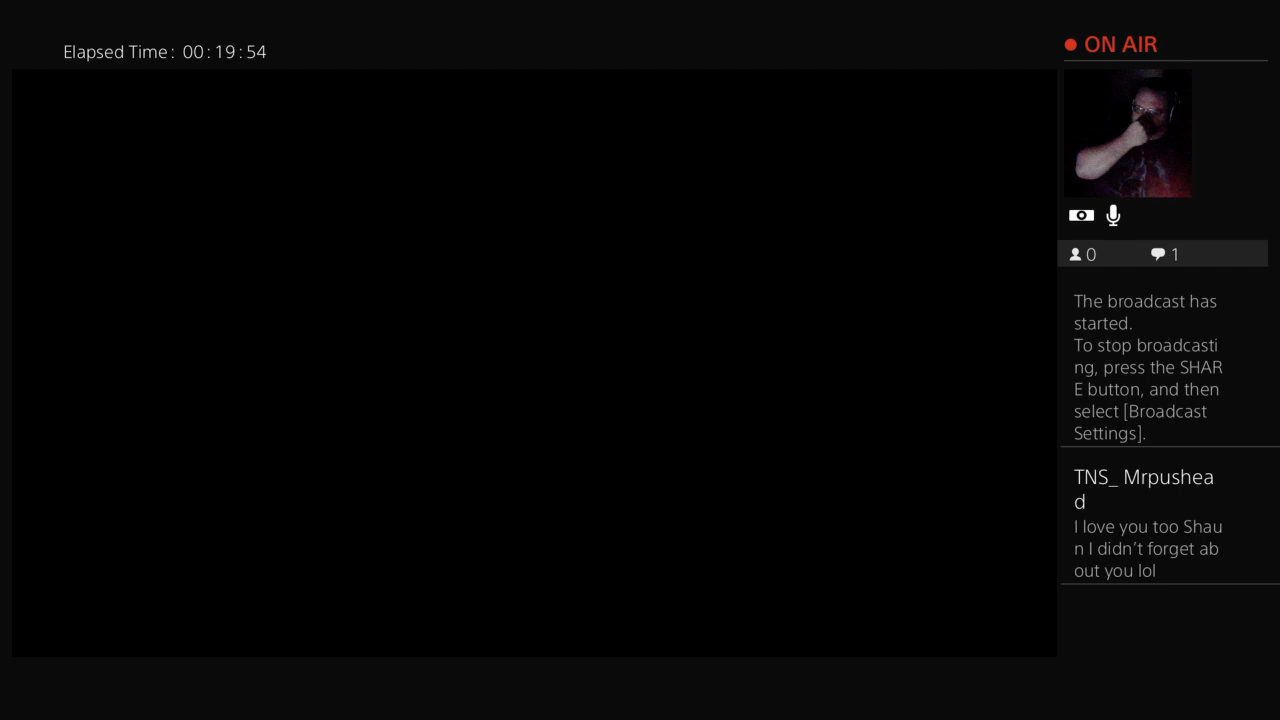 Elapsed Time: 00:19:54
ON AIR
0 1
The broadcast has
started.
To stop broadcasti
ng, press the SHAR
E button, and then
select [Broadcast
Settings].
TNS_ Mrpushea
d
I love you too Shau
n I didn't forget ab
out you lol